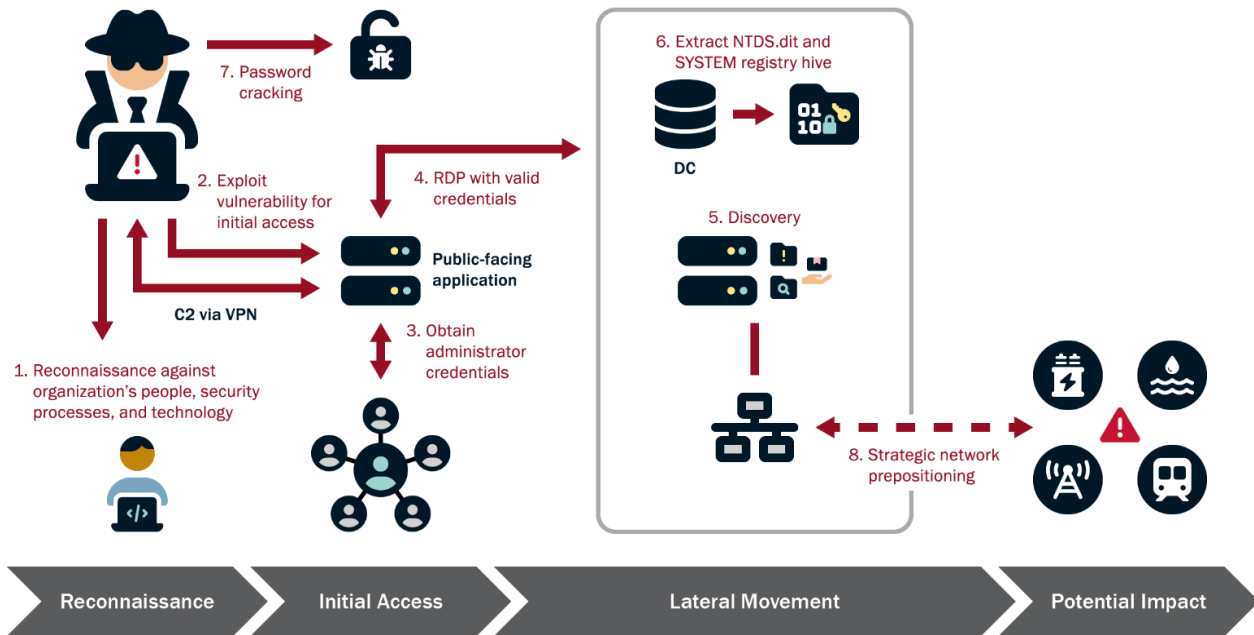 7. Password
cracking
6. Extract NTDS.dit and
SYSTEM registry hive
01
10
DC
2. Exploit
vulnerability for
initial access
4. RDP with valid
credentials
Public-facing
application
5. Discovery
C2 via VPN
3. Obtain
administrator
credentials
1. Reconnaissance against
organization’s people, security
processes, and technology
</>
8. Strategic network
prepositioning
Reconnaissance
Initial Access
Lateral Movement
Potential Impact